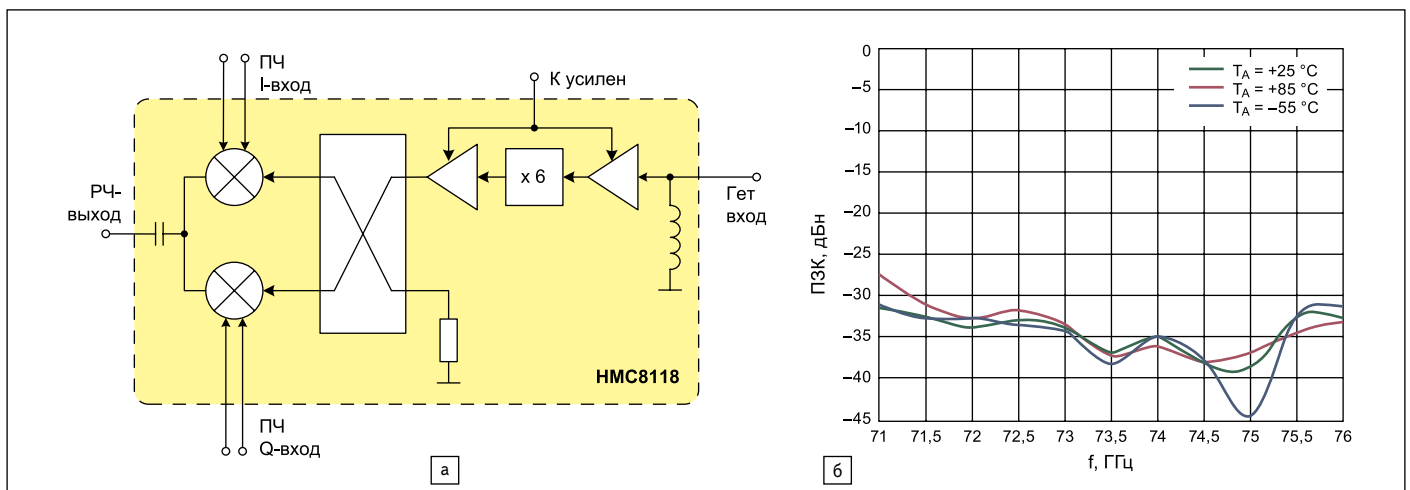 ПЧ
I-вход
К усилен
РЧ-
выход
x 6
Гет
вход
HMC8118
ПЧ
Q-вход
а
ПЗК, дБн
0
–5
–10
–15
–20
–25
–30
–35
–40
–45
TA = +25 °C
TA = +85 °C
TA = –55 °C
71 71,5 72 72,5 73 73,5 74 74,5 75 75,5 76
f, ГГц
б